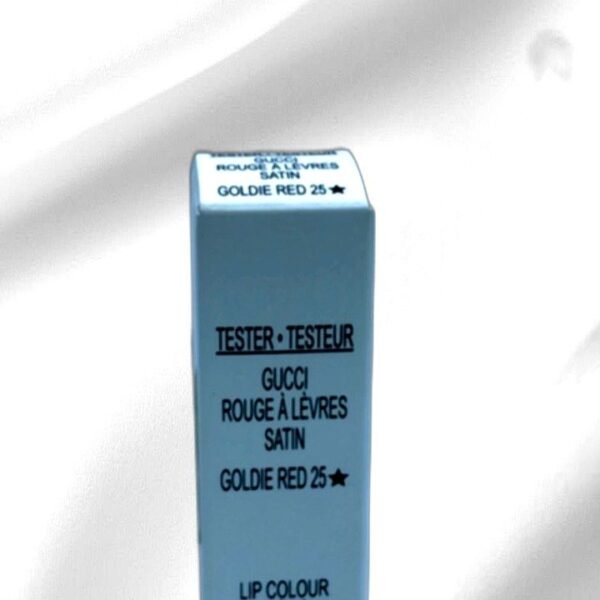 TESTER • TESTEUR
GUCCI
ROUGE À LÈVRES
SATIN
GOLDIE RED 25★
TESTER • TESTEUR
GUCCI
ROUGE À LÈVRES
SATIN
GOLDIE RED 25★
LIP COLOUR